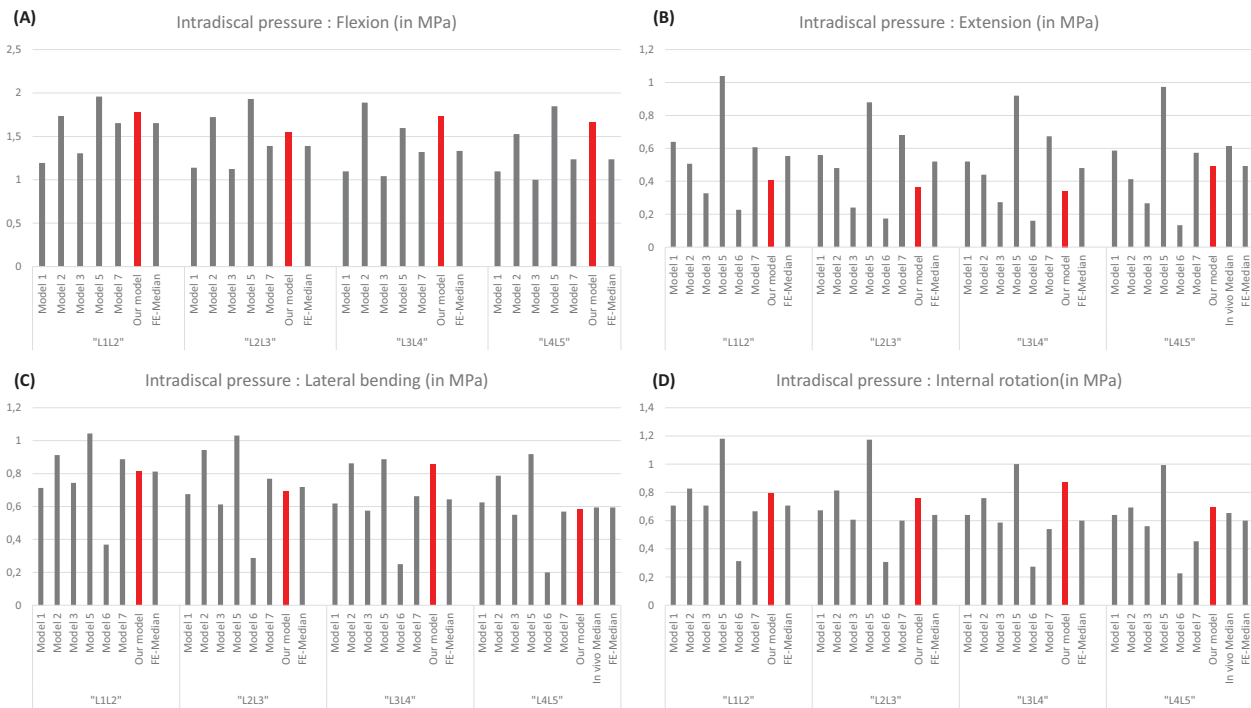 (A)
Intradiscal pressure : Flexion (in MPa)
2,5
2
1,5
1
0,5
0
Model 1
Model 2
Model 3
Model 5
Model 7
Our model
FE-Median
Model 1
Model 2
Model 3
Model 5
Model 7
Our model
FE-Median
Model 1
Model 2
Model 3
Model 5
Model 7
Our model
FE-Median
Model 1
Model 2
Model 3
Model 5
Model 7
Our model
FE-Median
"L1L2"
"L2L3"
"L3L4"
"L4L5"
(B)
Intradiscal pressure : Extension (in MPa)
1,2
1
0,8
0,6
0,4
0,2
0
Model 1
Model 2
Model 3
Model 5
Model 6
Model 7
Our model
FE-Median
Model 1
Model 2
Model 3
Model 5
Model 6
Model 7
Our model
FE-Median
Model 1
Model 2
Model 3
Model 5
Model 6
Model 7
Our model
FE-Median
Model 1
Model 2
Model 3
Model 5
Model 6
Model 7
Our model
In vivo Median
FE-Median
"L1L2"
"L2L3"
"L3L4"
"L4L5"
(C)
Intradiscal pressure : Lateral bending (in MPa)
1,2
1
0,8
0,6
0,4
0,2
0
Model 1
Model 2
Model 3
Model 5
Model 6
Model 7
Our model
FE-Median
Model 1
Model 2
Model 3
Model 5
Model 6
Model 7
Our model
FE-Median
Model 1
Model 2
Model 3
Model 5
Model 6
Model 7
Our model
FE-Median
Model 1
Model 2
Model 3
Model 5
Model 6
Model 7
Our model
In vivo Median
FE-Median
"L1L2"
"L2L3"
"L3L4"
"L4L5"
(D)
Intradiscal pressure : Internal rotation(in MPa)
1,4
1,2
1
0,8
0,6
0,4
0,2
0
Model 1
Model 2
Model 3
Model 5
Model 6
Model 7
Our model
FE-Median
Model 1
Model 2
Model 3
Model 5
Model 6
Model 7
Our model
FE-Median
Model 1
Model 2
Model 3
Model 5
Model 6
Model 7
Our model
FE-Median
Model 1
Model 2
Model 3
Model 5
Model 6
Model 7
Our model
In vivo Median
FE-Median
"L1L2"
"L2L3"
"L3L4"
"L4L5"